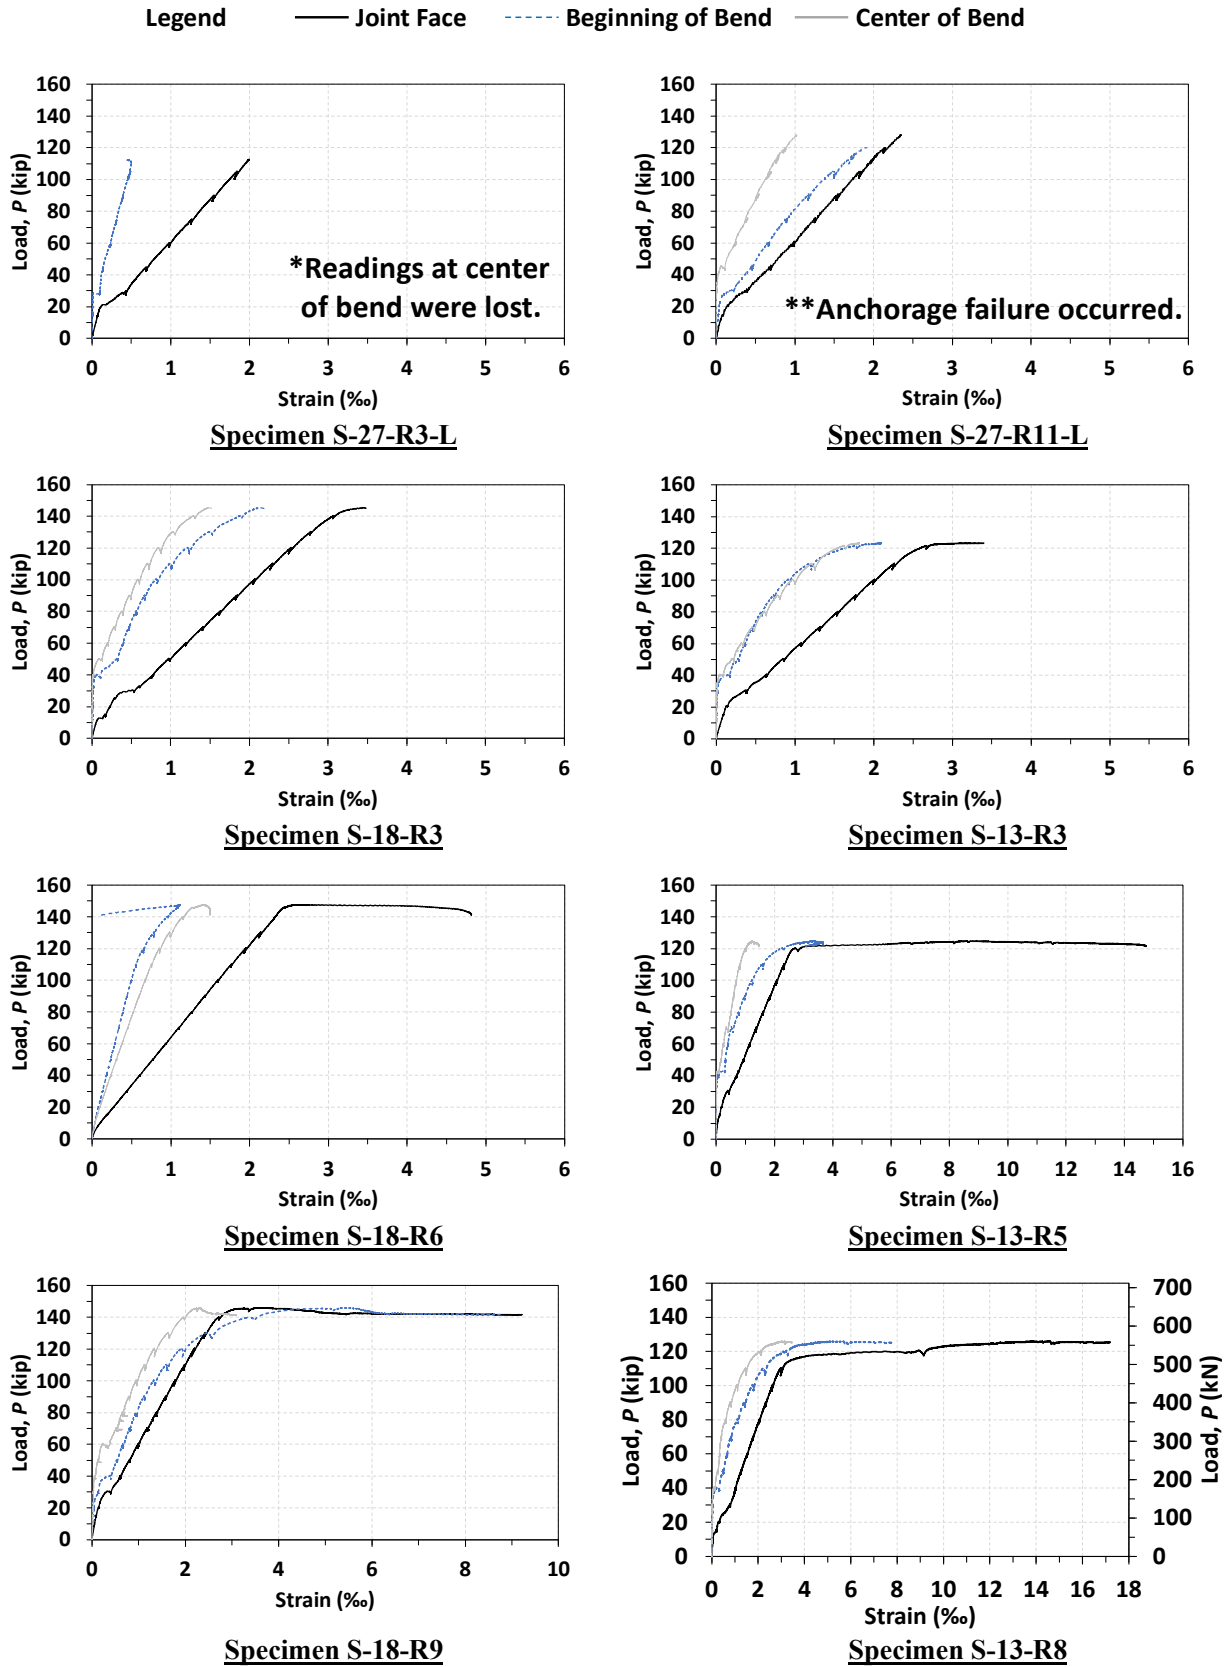 Legend Joint Face Beginning of Bend Center of Bend
160
140
120
100
80
60
40
20
0
Load, P (kip)
*Readings at center
of bend were lost.
0 1 2 3 4 5 6
Strain (‰)
Specimen S-27-R3-L
160
140
120
100
80
60
40
20
0
Load, P (kip)
**Anchorage failure occurred.
0 1 2 3 4 5 6
Strain (‰)
Specimen S-27-R11-L
160
140
120
100
80
60
40
20
0
Load, P (kip)
0 1 2 3 4 5 6
Strain (‰)
Specimen S-18-R3
160
140
120
100
80
60
40
20
0
Load, P (kip)
0 1 2 3 4 5 6
Strain (‰)
Specimen S-13-R3
160
140
120
100
80
60
40
20
0
Load, P (kip)
0 1 2 3 4 5 6
Strain (‰)
Specimen S-18-R6
160
140
120
100
80
60
40
20
0
Load, P (kip)
0 2 4 6 8 10 12 14 16
Strain (‰)
Specimen S-13-R5
160
140
120
100
80
60
40
20
0
Load, P (kip)
0 2 4 6 8 10
Strain (‰)
Specimen S-18-R9
160
140
120
100
80
60
40
20
0
Load, P (kip)
700
600
500
400
300
200
100
0
Load, P (kN)
0 2 4 6 8 10 12 14 16 18
Strain (‰)
Specimen S-13-R8